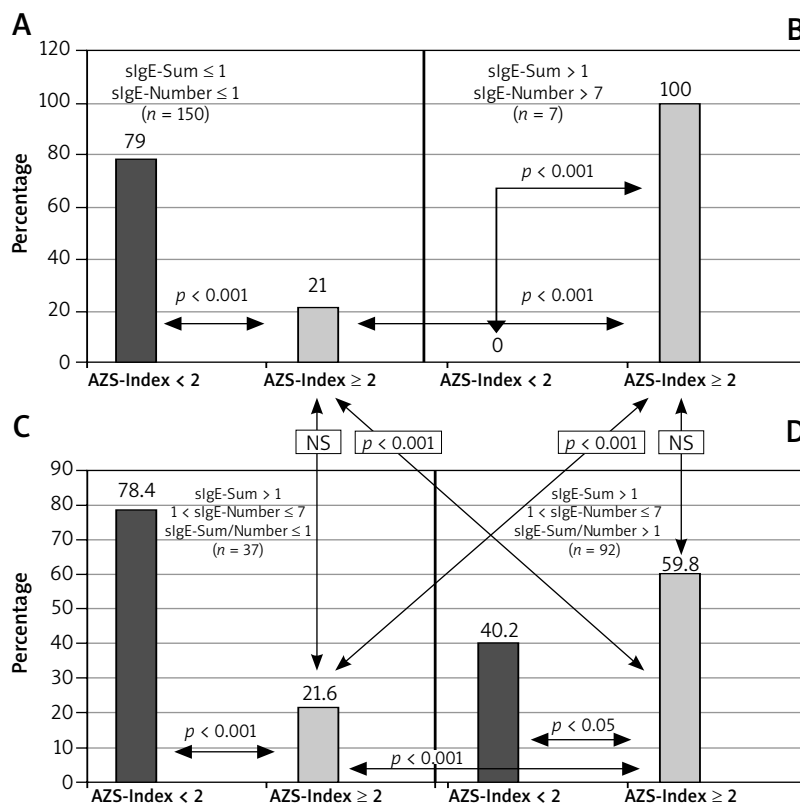 A
B
Percentage
120
100
80
60
40
20
0
sIgE-Sum ≤ 1
sIgE-Number ≤ 1
(n = 150)
79
p < 0.001
21
sIgE-Sum > 1
sIgE-Number > 7
(n = 7)
100
p < 0.001
p < 0.001
0
AZS-Index < 2
AZS-Index ≥ 2
AZS-Index < 2
AZS-Index ≥ 2
NS
p < 0.001
p < 0.001
NS
C
D
Percentage
90
80
70
60
50
40
30
20
10
0
78.4
sIgE-Sum > 1
1 < sIgE-Number ≤ 7
sIgE-Sum/Number ≤ 1
(n = 37)
21.6
p < 0.001
sIgE-Sum > 1
1 < sIgE-Number ≤ 7
sIgE-Sum/Number > 1
(n = 92)
59.8
40.2
p < 0.05
p < 0.001
AZS-Index < 2
AZS-Index ≥ 2
AZS-Index < 2
AZS-Index ≥ 2